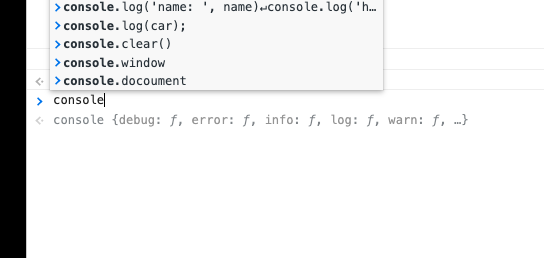 console.log('name: ', name)↵console.log('h…
console.log(car);
console.clear()
console.window
console.docoument
console
console {debug: ƒ, error: ƒ, info: ƒ, log: ƒ, warn: ƒ, …}